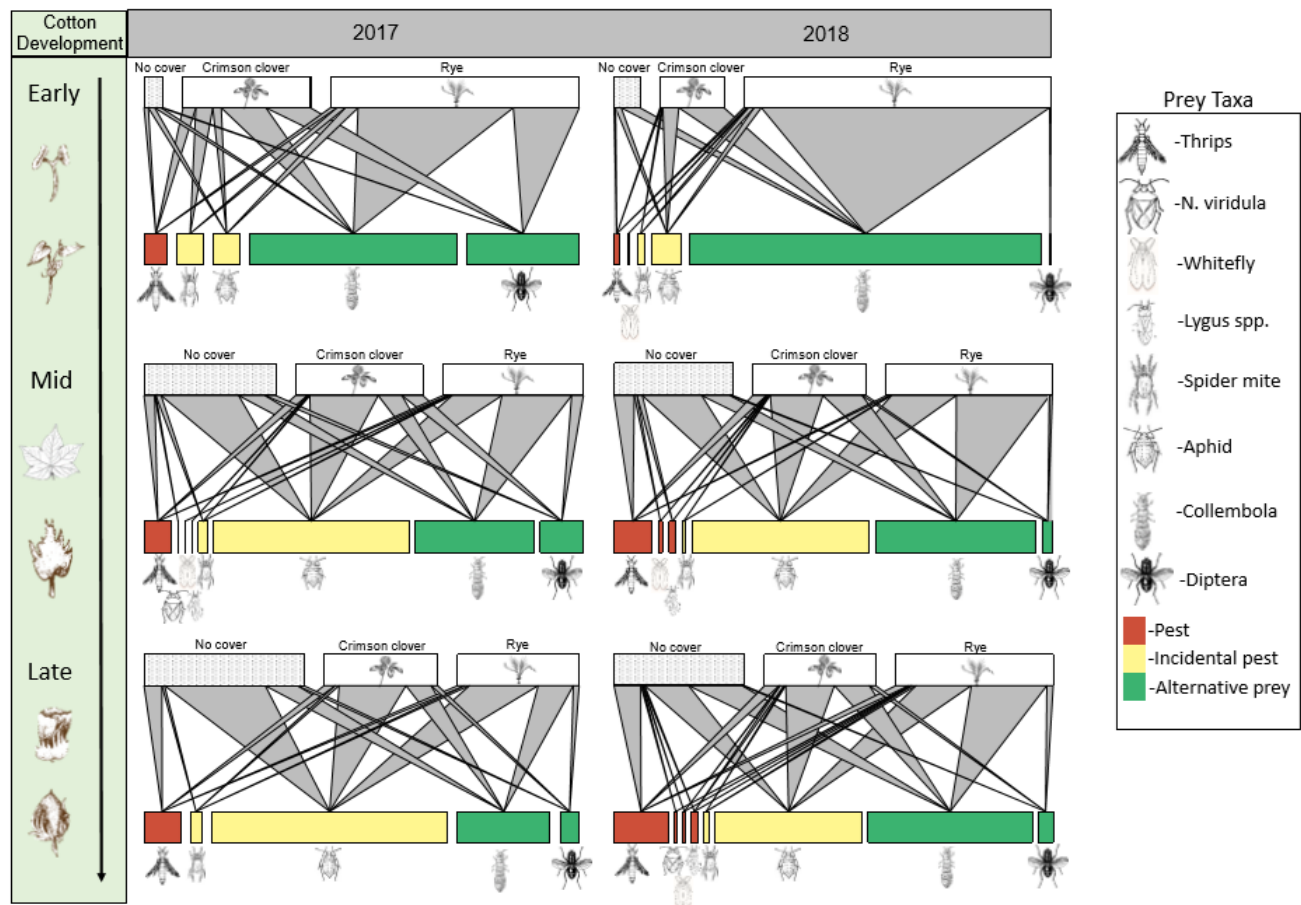 Cotton
Development
2017
2018
No cover
Crimson clover
Rye
No cover
Crimson clover
Rye
Early
No cover
Crimson clover
Rye
No cover
Crimson clover
Rye
Mid
No cover
Crimson clover
Rye
No cover
Crimson clover
Rye
Late
Prey Taxa
-Thrips
-N. viridula
-Whitefly
-Lygus spp.
-Spider mite
-Aphid
-Collembola
-Diptera
-Pest
-Incidental pest
-Alternative prey